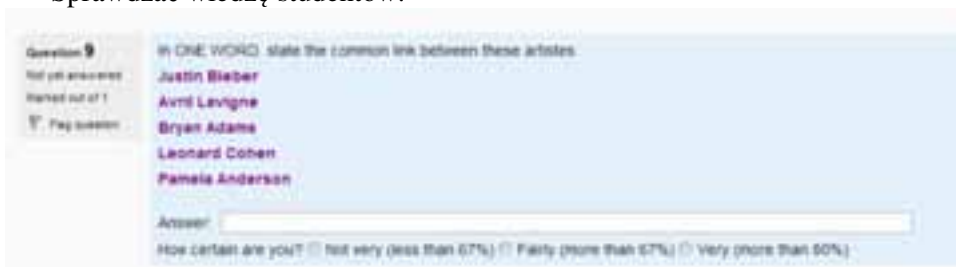 Sprawdzać wiedzę studentów.
Question 9
Not yet answered
Marked out of 1
Flag question
In ONE WORD, state the common link between these artistes
Justin Bieber
Avril Lavigne
Bryan Adams
Leonard Cohen
Pamela Anderson
Answer:
How certain are you? Not very (less than 67%) Fairly (more than 67%) Very (more than 80%)